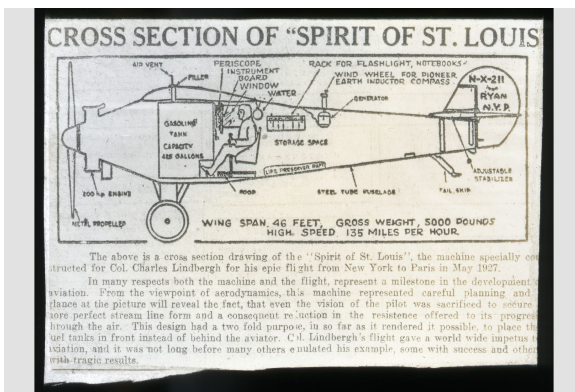 CROSS SECTION OF "SPIRIT OF ST. LOUIS
AIR VENT
FILLER
PERISCOPE
INSTRUMENT
BOARD
WINDOW
WATER
RACK FOR FLASHLIGHT, NOTEBOOKS
WIND WHEEL FOR PIONEER
EARTH INDUCTOR COMPASS
GENERATOR
N-X-211
RYAN
N.Y.P.
GASOLINE
TANK
CAPACITY
425 GALLONS
STORAGE SPACE
LIFE PRESERVER RAFT
200 hp ENGINE
DOOR
STEEL TUBE FUSELAGE
TAIL SKID
ADJUSTABLE
STABILIZER
METAL PROPELLER
WING SPAN, 46 FEET, GROSS WEIGHT, 5000 POUNDS
HIGH SPEED 135 MILES PER HOUR
The above is a cross section drawing of the "Spirit of St. Louis", the machine specially con
structed for Col. Charles Lindbergh for his epic flight from New York to Paris in May 1927.
In many respects both the machine and the flight, represent a milestone in the development
aviation. From the viewpoint of aerodynamics, this machine represented careful planning and
glance at the picture will reveal the fact, that even the vision of the pilot was sacrificed to secure
more perfect stream line form and a consequent reduction in the resistence offered to its progress
through the air. This design had a two fold purpose, in so far as it rendered it possible, to place the
fuel tanks in front instead of behind the aviator. Col. Lindbergh's flight gave a world wide impetus
aviation, and it was not long before many others emulated his example, some with success and other
with tragic results.